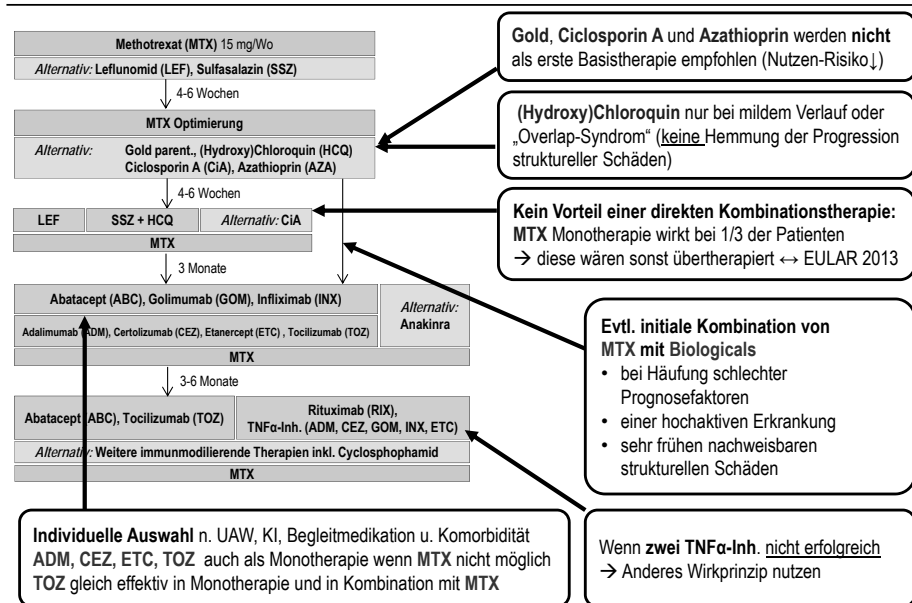 Methotrexat (MTX) 15 mg/Wo
Alternativ: Leflunomid (LEF), Sulfasalazin (SSZ)
4-6 Wochen
MTX Optimierung
Alternativ: Gold parent., (Hydroxy)Chloroquin (HCQ)
Ciclosporin A (CiA), Azathioprin (AZA)
4-6 Wochen
LEF
SSZ + HCQ
Alternativ: CiA
MTX
3 Monate
Abatacept (ABC), Golimumab (GOM), Infliximab (INX)
Adalimumab (ADM), Certolizumab (CEZ), Etanercept (ETC) , Tocilizumab (TOZ)
Alternativ:
Anakinra
MTX
3-6 Monate
Abatacept (ABC), Tocilizumab (TOZ)
Rituximab (RIX),
TNFα-Inh. (ADM, CEZ, GOM, INX, ETC)
Alternativ: Weitere immunmodilierende Therapien inkl. Cyclosphophamid
MTX
Gold, Ciclosporin A und Azathioprin werden nicht
als erste Basistherapie empfohlen (Nutzen-Risiko↓)
(Hydroxy)Chloroquin nur bei mildem Verlauf oder
„Overlap-Syndrom“ (keine Hemmung der Progression
struktureller Schäden)
Kein Vorteil einer direkten Kombinationstherapie:
MTX Monotherapie wirkt bei 1/3 der Patienten
→ diese wären sonst übertherapiert ↔ EULAR 2013
Evtl. initiale Kombination von
MTX mit Biologicals
• bei Häufung schlechter
Prognosefaktoren
• einer hochaktiven Erkrankung
• sehr frühen nachweisbaren
strukturellen Schäden
Individuelle Auswahl n. UAW, KI, Begleitmedikation u. Komorbidität
ADM, CEZ, ETC, TOZ auch als Monotherapie wenn MTX nicht möglich
TOZ gleich effektiv in Monotherapie und in Kombination mit MTX
Wenn zwei TNFα-Inh. nicht erfolgreich
→ Anderes Wirkprinzip nutzen